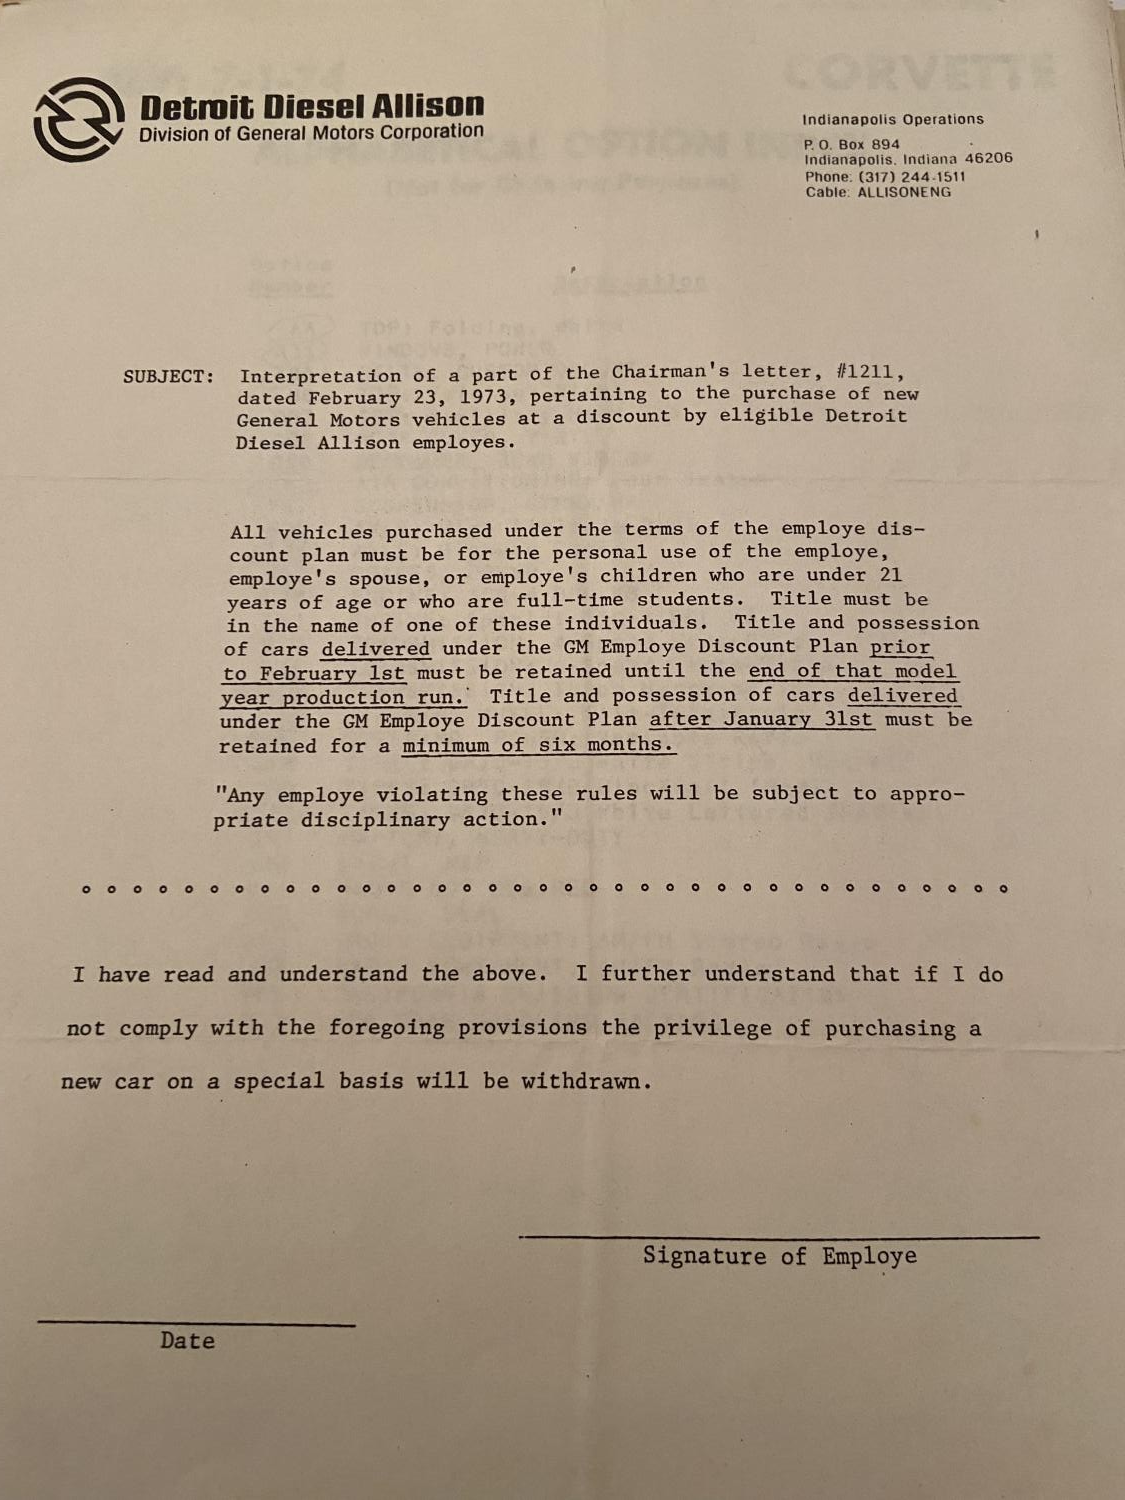 Detroit Diesel Allison
Division of General Motors Corporation
Indianapolis Operations
P. O. Box 894
Indianapolis, Indiana 46206
Phone: (317) 244-1511
Cable: ALLISONENG
CORVETTE
SUBJECT: Interpretation of a part of the Chairman's letter, #1211,
dated February 23, 1973, pertaining to the purchase of new
General Motors vehicles at a discount by eligible Detroit
Diesel Allison employes.
All vehicles purchased under the terms of the employe dis-
count plan must be for the personal use of the employe,
employe's spouse, or employe's children who are under 21
years of age or who are full-time students. Title must be
in the name of one of these individuals. Title and possession
of cars delivered under the GM Employe Discount Plan prior
to February 1st must be retained until the end of that model
year production run. Title and possession of cars delivered
under the GM Employe Discount Plan after January 31st must be
retained for a minimum of six months.
"Any employe violating these rules will be subject to appro-
priate disciplinary action."
I have read and understand the above. I further understand that if I do
not comply with the foregoing provisions the privilege of purchasing a
new car on a special basis will be withdrawn.
Signature of Employe
Date